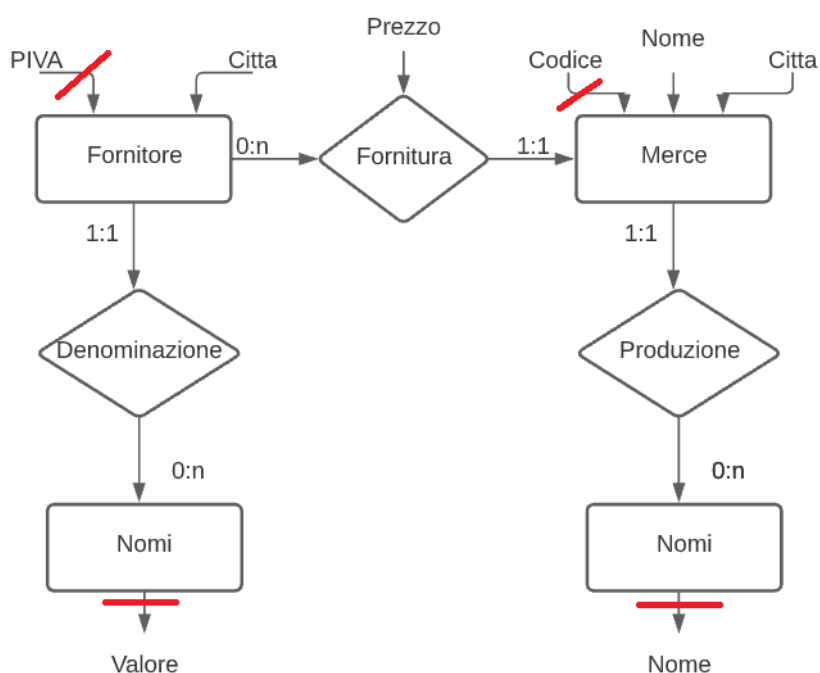 Prezzo
PIVA
Citta
Codice
Nome
Citta
Fornitore
0:n
Fornitura
1:1
Merce
1:1
1:1
Denominazione
Produzione
0:n
0:n
Nomi
Nomi
Valore
Nome